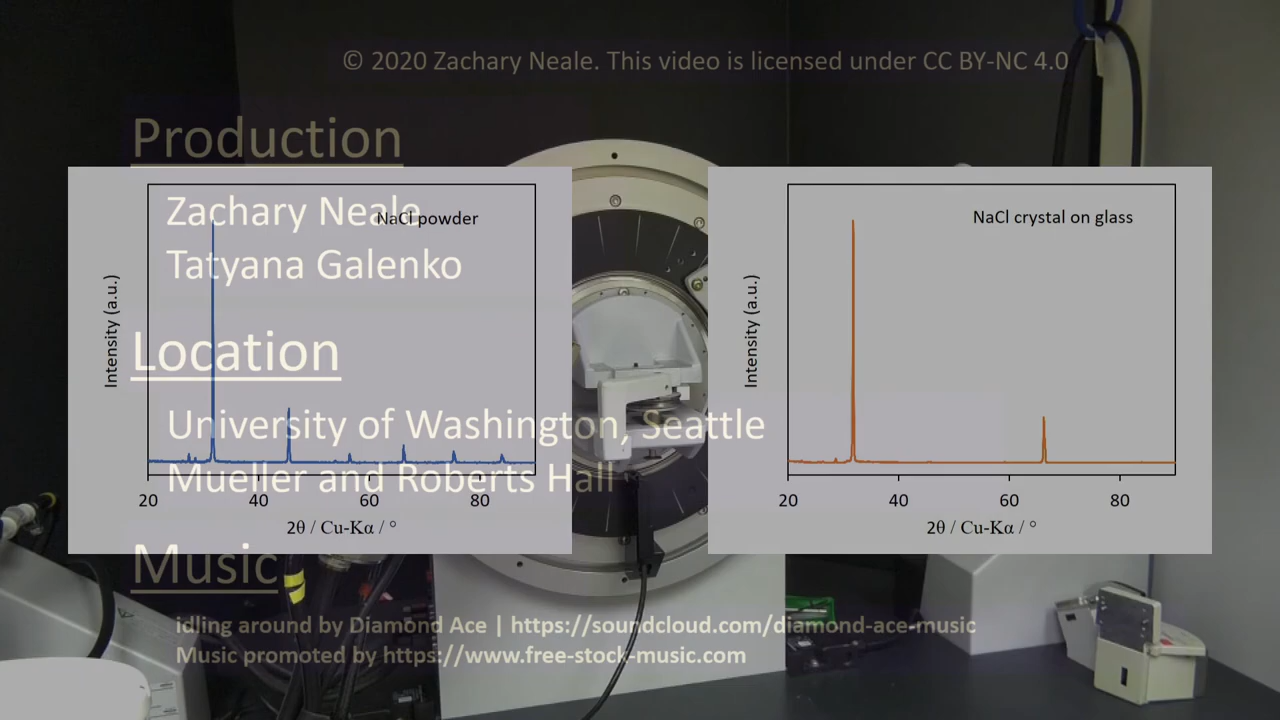 © 2020 Zachary Neale. This video is licensed under CC BY-NC 4.0
Production
Zachary Neale
Tatyana Galenko
Location
University of Washington, Seattle
Mueller and Roberts Hall
Music
idling around by Diamond Ace | https://soundcloud.com/diamond-ace-music
Music promoted by https://www.free-stock-music.com
NaCl powder
Intensity (a.u.)
20 40 60 80
2θ / Cu-Kα / °
NaCl crystal on glass
Intensity (a.u.)
20 40 60 80
2θ / Cu-Kα / °